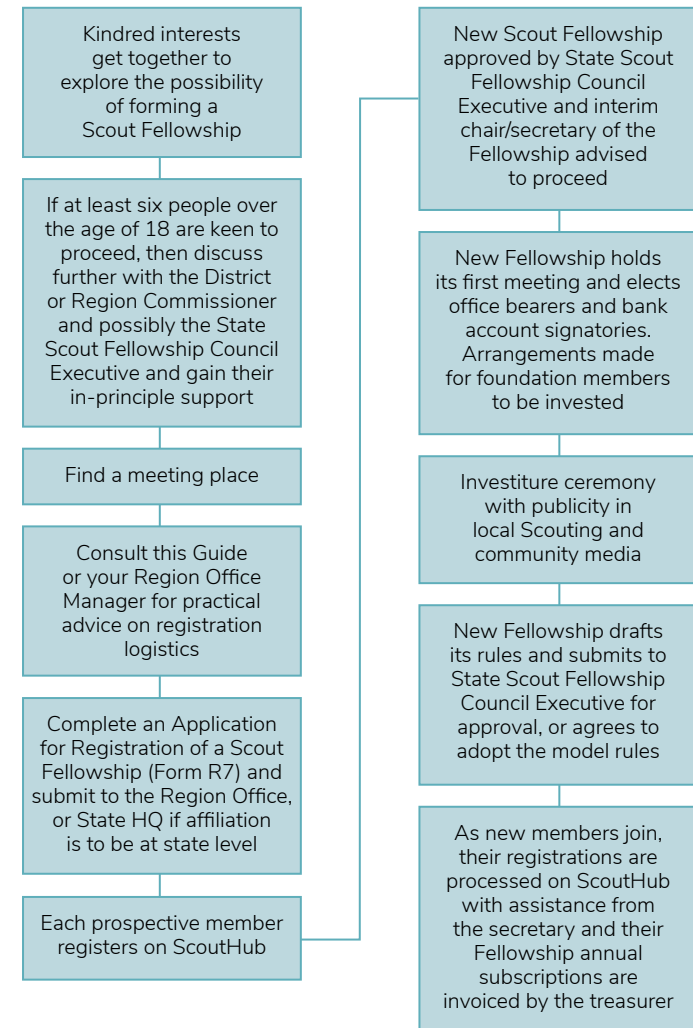 Kindred interests
get together to
explore the possibility
of forming a
Scout Fellowship
If at least six people over
the age of 18 are keen to
proceed, then discuss
further with the District
or Region Commissioner
and possibly the State
Scout Fellowship Council
Executive and gain their
in-principle support
Find a meeting place
Consult this Guide
or your Region Office
Manager for practical
advice on registration
logistics
Complete an Application
for Registration of a Scout
Fellowship (Form R7) and
submit to the Region Office,
or State HQ if affiliation
is to be at state level
Each prospective member
registers on ScoutHub
New Scout Fellowship
approved by State Scout
Fellowship Council
Executive and interim
chair/secretary of the
Fellowship advised
to proceed
New Fellowship holds
its first meeting and elects
office bearers and bank
account signatories.
Arrangements made
for foundation members
to be invested
Investiture ceremony
with publicity in
local Scouting and
community media
New Fellowship drafts
its rules and submits to
State Scout Fellowship
Council Executive for
approval, or agrees to
adopt the model rules
As new members join,
their registrations are
processed on ScoutHub
with assistance from
the secretary and their
Fellowship annual
subscriptions are
invoiced by the treasurer